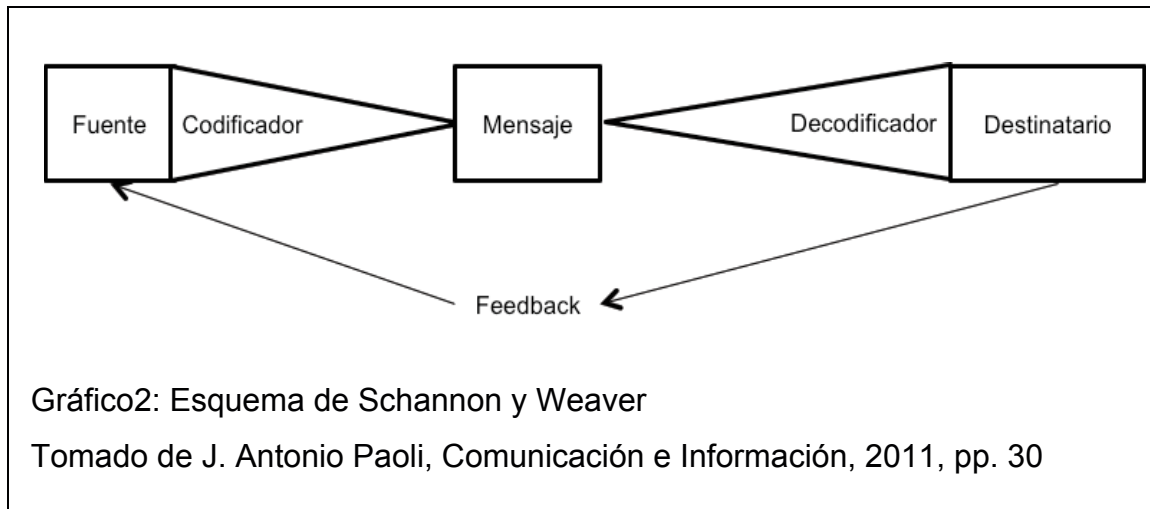 Fuente Codificador Mensaje Decodificador Destinatario
Feedback
Gráfico2: Esquema de Schannon y Weaver
Tomado de J. Antonio Paoli, Comunicación e Información, 2011, pp. 30